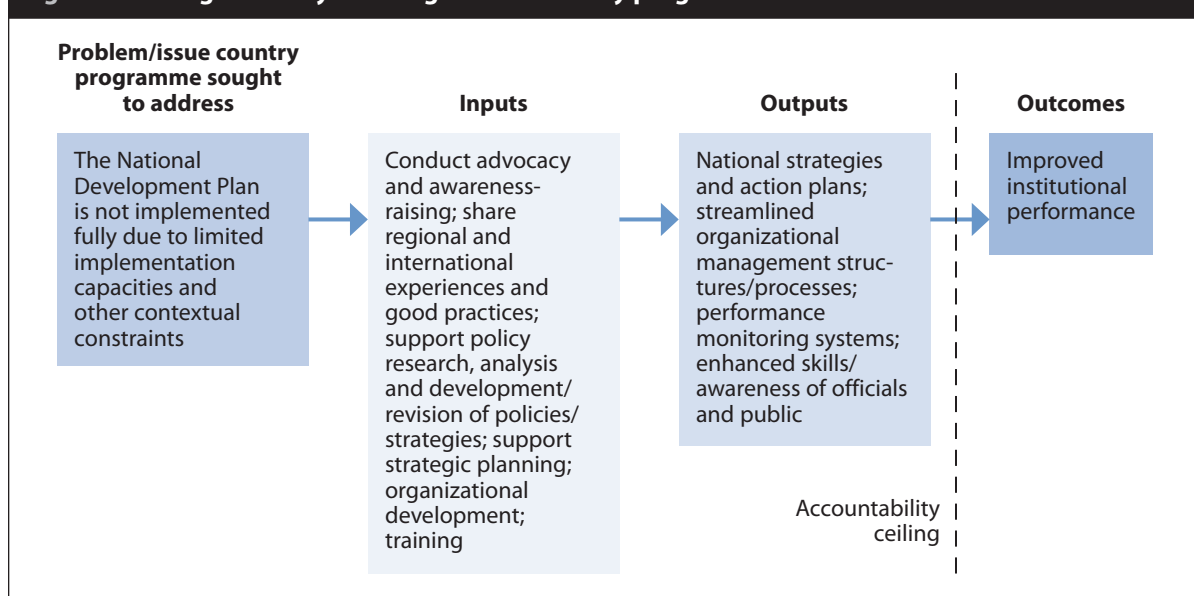 Problem/issue country
programme sought
to address
Inputs
Outputs
Outcomes
The National
Development Plan
is not implemented
fully due to limited
implementation
capacities and
other contextual
constraints
Conduct advocacy
and awareness-
raising; share
regional and
international
experiences and
good practices;
support policy
research, analysis
and development/
revision of policies/
strategies; support
strategic planning;
organizational
development;
training
National strategies
and action plans;
streamlined
organizational
management struc-
tures/processes;
performance
monitoring systems;
enhanced skills/
awareness of officials
and public
Improved
institutional
performance
Accountability
ceiling